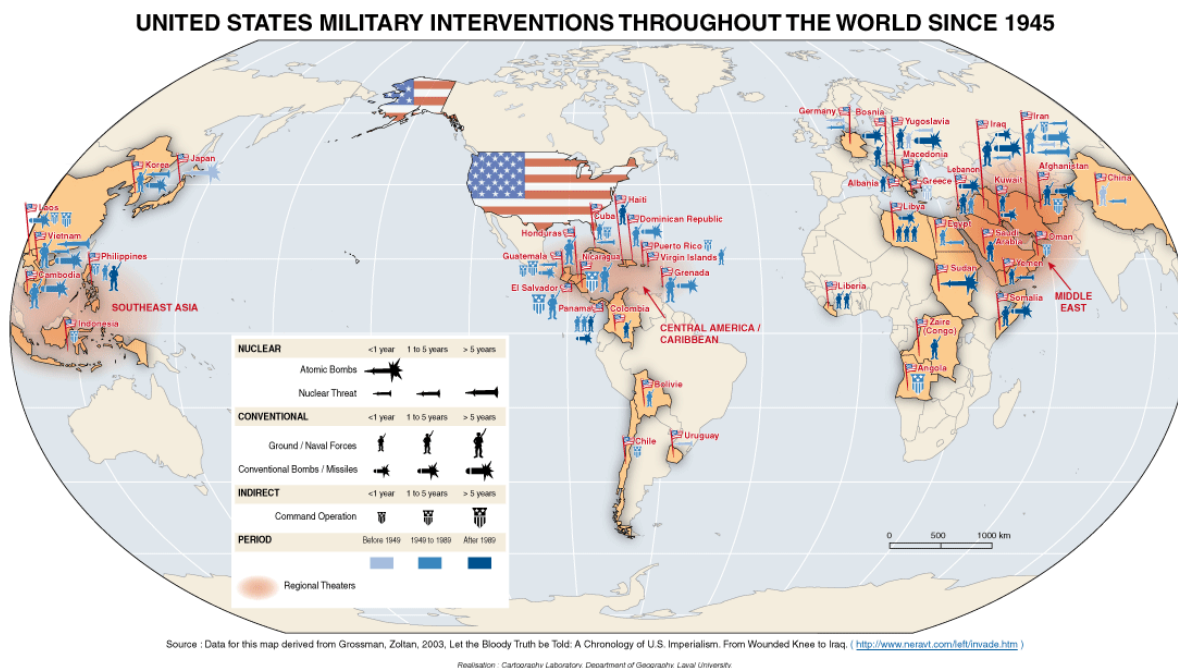 UNITED STATES MILITARY INTERVENTIONS THROUGHOUT THE WORLD SINCE 1945
Germany
Bosnia
Yugoslavia
Iraq
Iran
Macedonia
Lebanon
Afghanistan
Albania
Greece
Kuwait
China
Korea
Japan
Laos
Vietnam
Philippines
Cambodia
Indonesia
SOUTHEAST ASIA
Haiti
Cuba
Dominican Republic
Honduras
Puerto Rico
Guatemala
Nicaragua
Virgin Islands
Grenada
El Salvador
Panama
Colombia
CENTRAL AMERICA /
CARIBBEAN
Bolivie
Chile
Uruguay
Libya
Egypt
Saudi
Arabia
Oman
Sudan
Yemen
MIDDLE
EAST
Liberia
Somalia
Zaire
(Congo)
Angola
NUCLEAR <1 year 1 to 5 years > 5 years
Atomic Bombs
Nuclear Threat
CONVENTIONAL <1 year 1 to 5 years > 5 years
Ground / Naval Forces
Conventional Bombs / Missiles
INDIRECT <1 year 1 to 5 years > 5 years
Command Operation
PERIOD Before 1949 1949 to 1989 After 1989
Regional Theaters
0 500 1000 km
Source : Data for this map derived from Grossman, Zoltan, 2003, Let the Bloody Truth be Told: A Chronology of U.S. Imperialism. From Wounded Knee to Iraq. ( http://www.neravt.com/left/invade.htm )
Realisation : Cartography Laboratory, Department of Geography, Laval University.